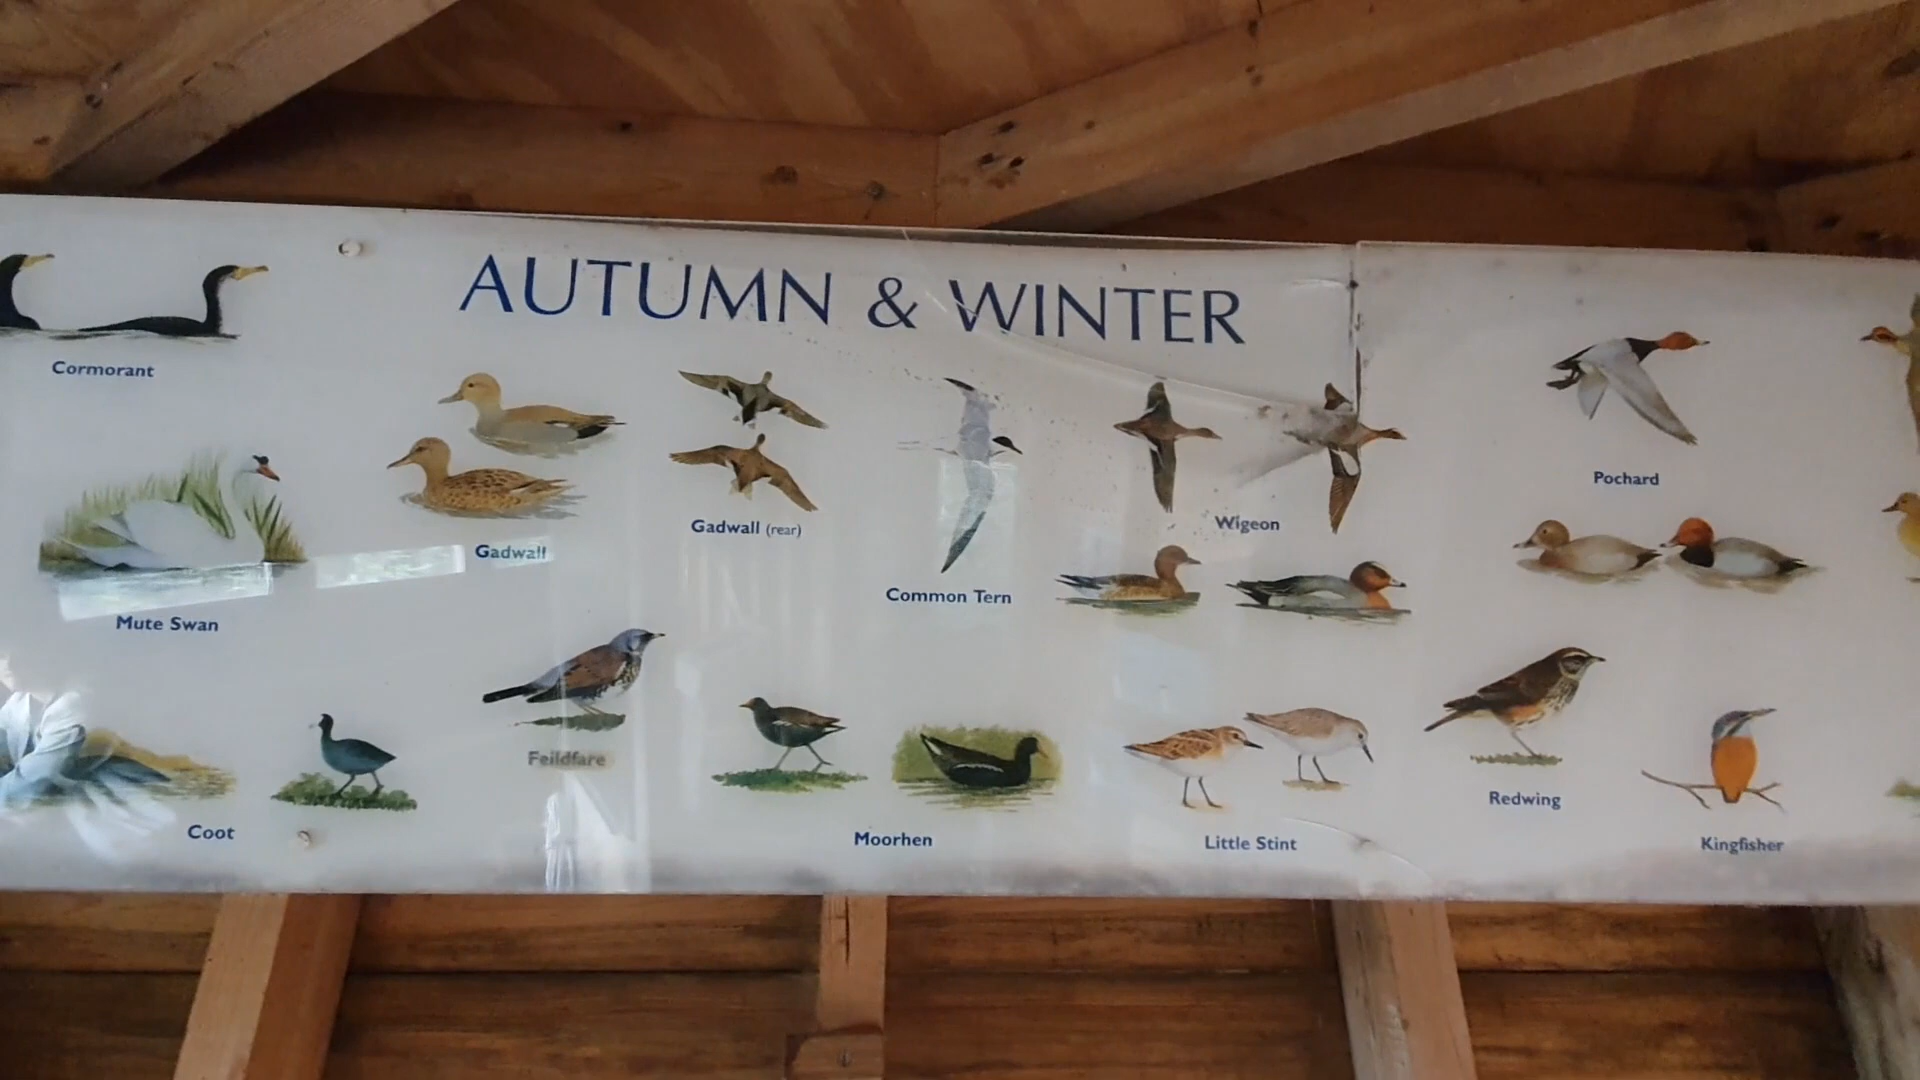 AUTUMN & WINTER
Cormorant
Mute Swan
Gadwall
Gadwall (rear)
Common Tern
Wigeon
Pochard
Coot
Feildfare
Moorhen
Little Stint
Redwing
Kingfisher